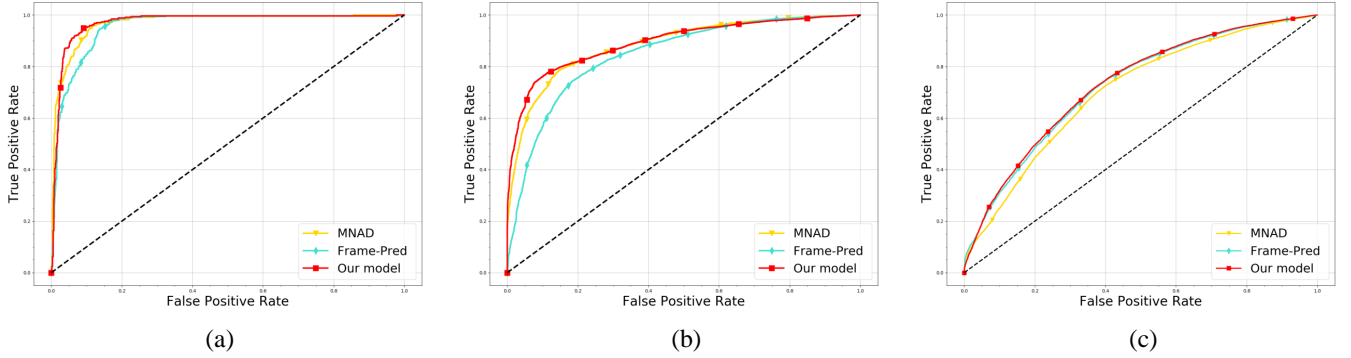 1.0
0.8
0.6
0.4
0.2
0.0
True Positive Rate
0.0 0.2 0.4 0.6 0.8 1.0
False Positive Rate
MNAD
Frame-Pred
Our model
(a)
1.0
0.8
0.6
0.4
0.2
0.0
True Positive Rate
0.0 0.2 0.4 0.6 0.8 1.0
False Positive Rate
MNAD
Frame-Pred
Our model
(b)
1.0
0.8
0.6
0.4
0.2
0.0
True Positive Rate
0.0 0.2 0.4 0.6 0.8 1.0
False Positive Rate
MNAD
Frame-Pred
Our model
(c)